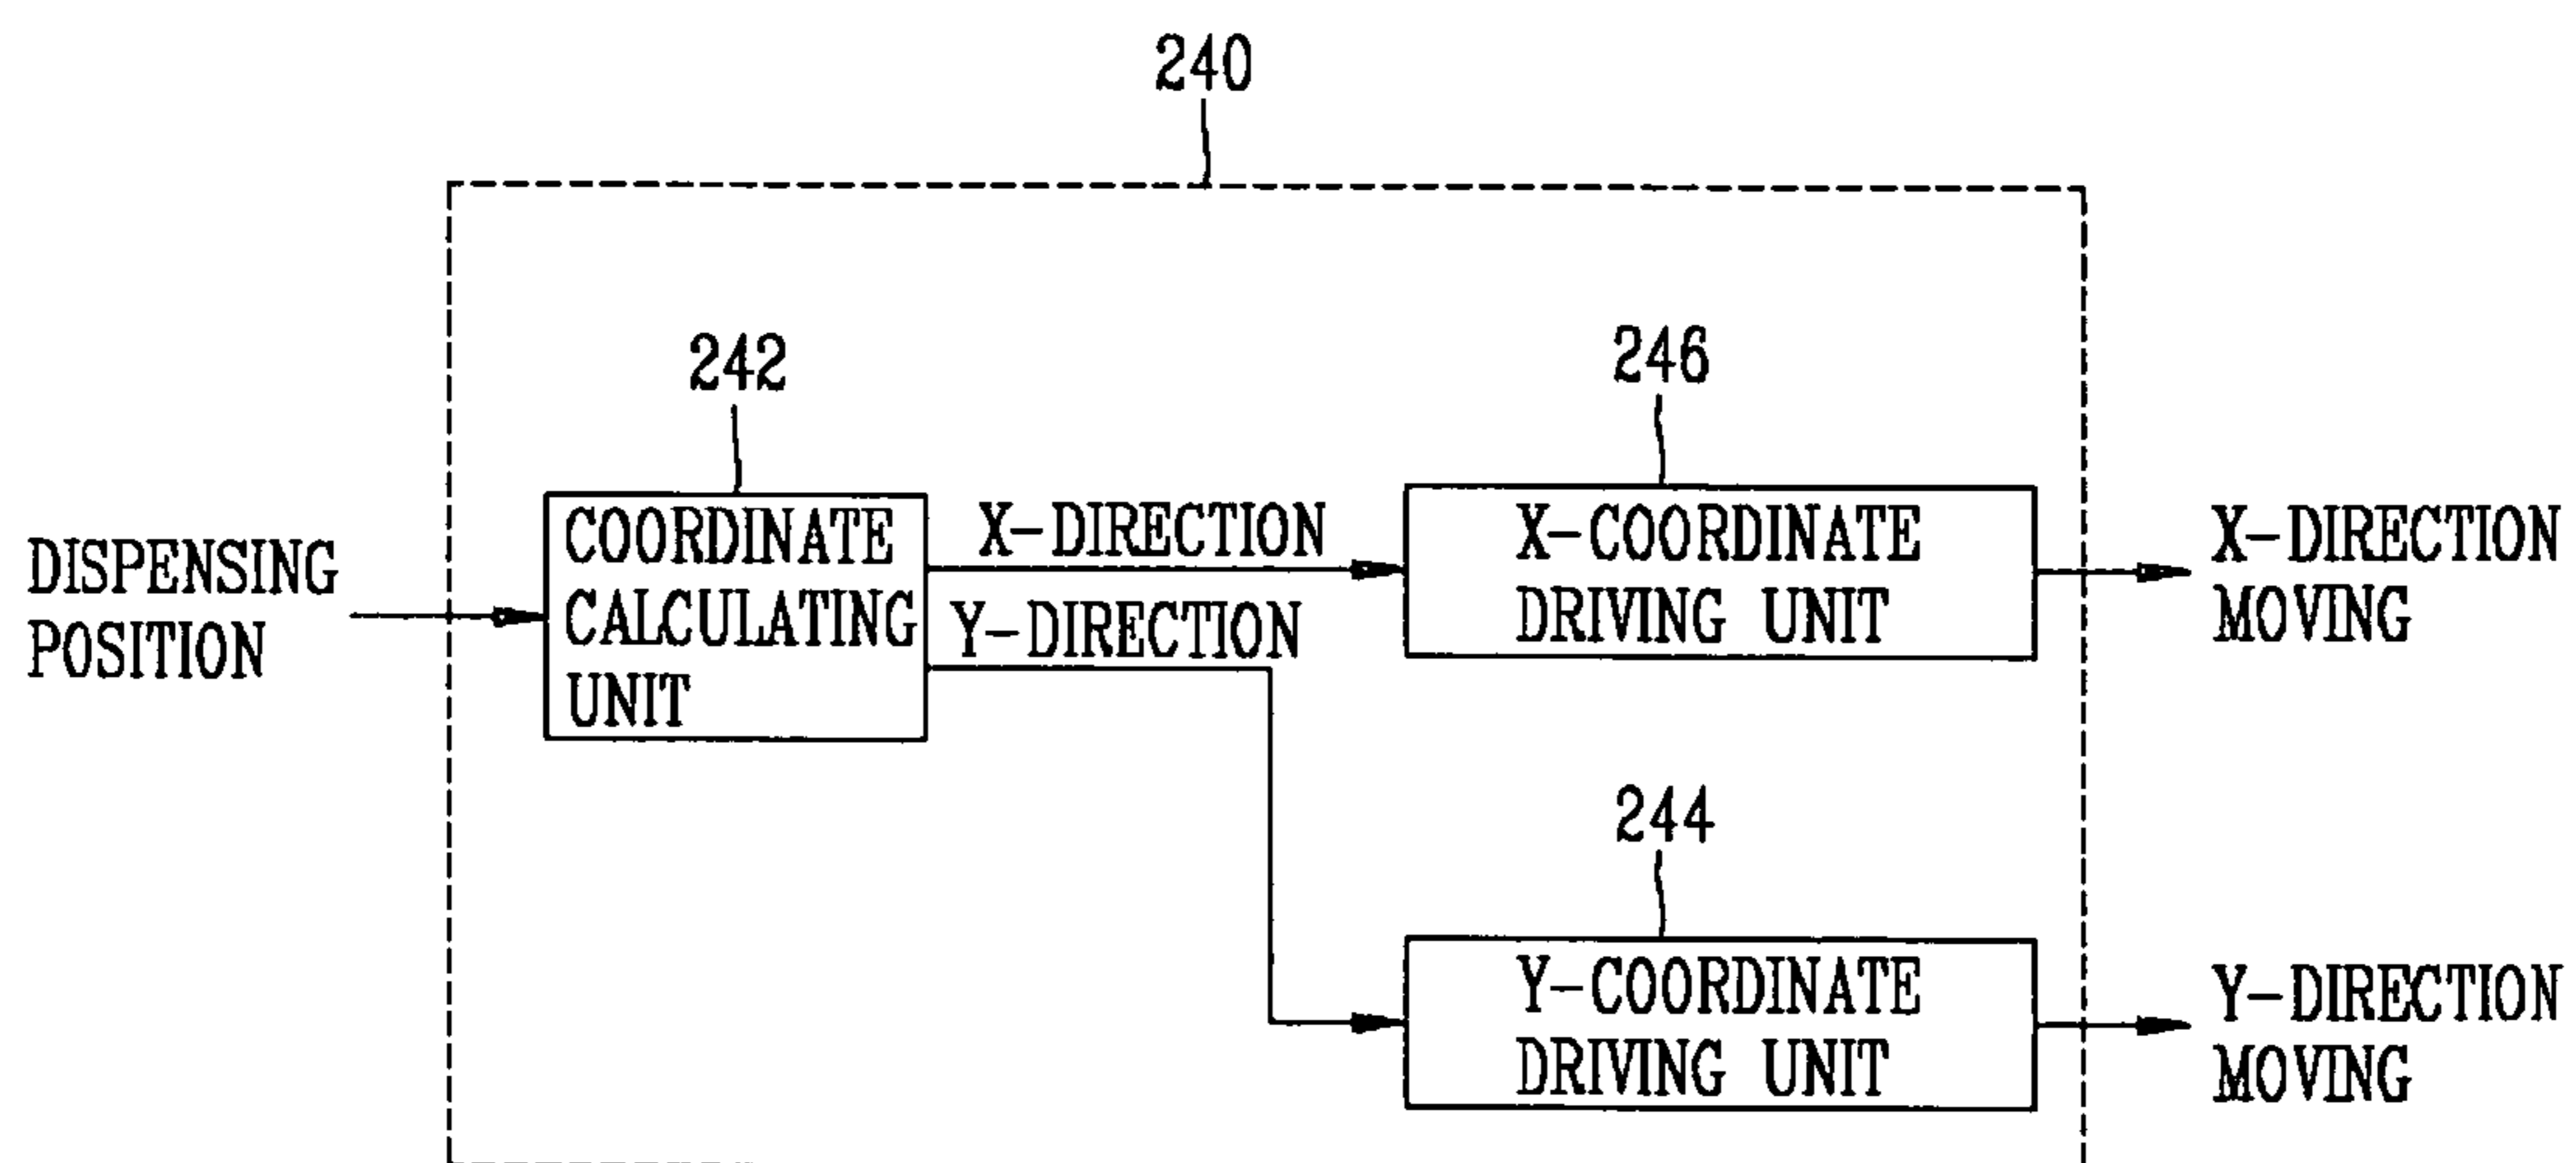 240
242
246
DISPENSING
POSITION
COORDINATE
CALCULATING
UNIT
X-DIRECTION
Y-DIRECTION
X-COORDINATE
DRIVING UNIT
X-DIRECTION
MOVING
244
Y-COORDINATE
DRIVING UNIT
Y-DIRECTION
MOVING